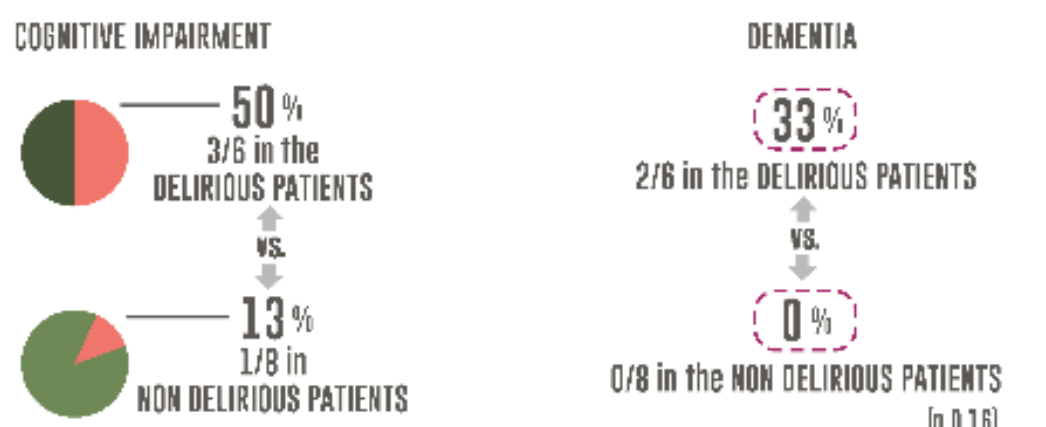 COGNITIVE IMPAIRMENT
50 %
3/6 in the
DELIRIOUS PATIENTS
vs.
13 %
1/8 in
NON DELIRIOUS PATIENTS
DEMENTIA
33 %
2/6 in the DELIRIOUS PATIENTS
VS.
0 %
0/8 in the NON DELIRIOUS PATIENTS